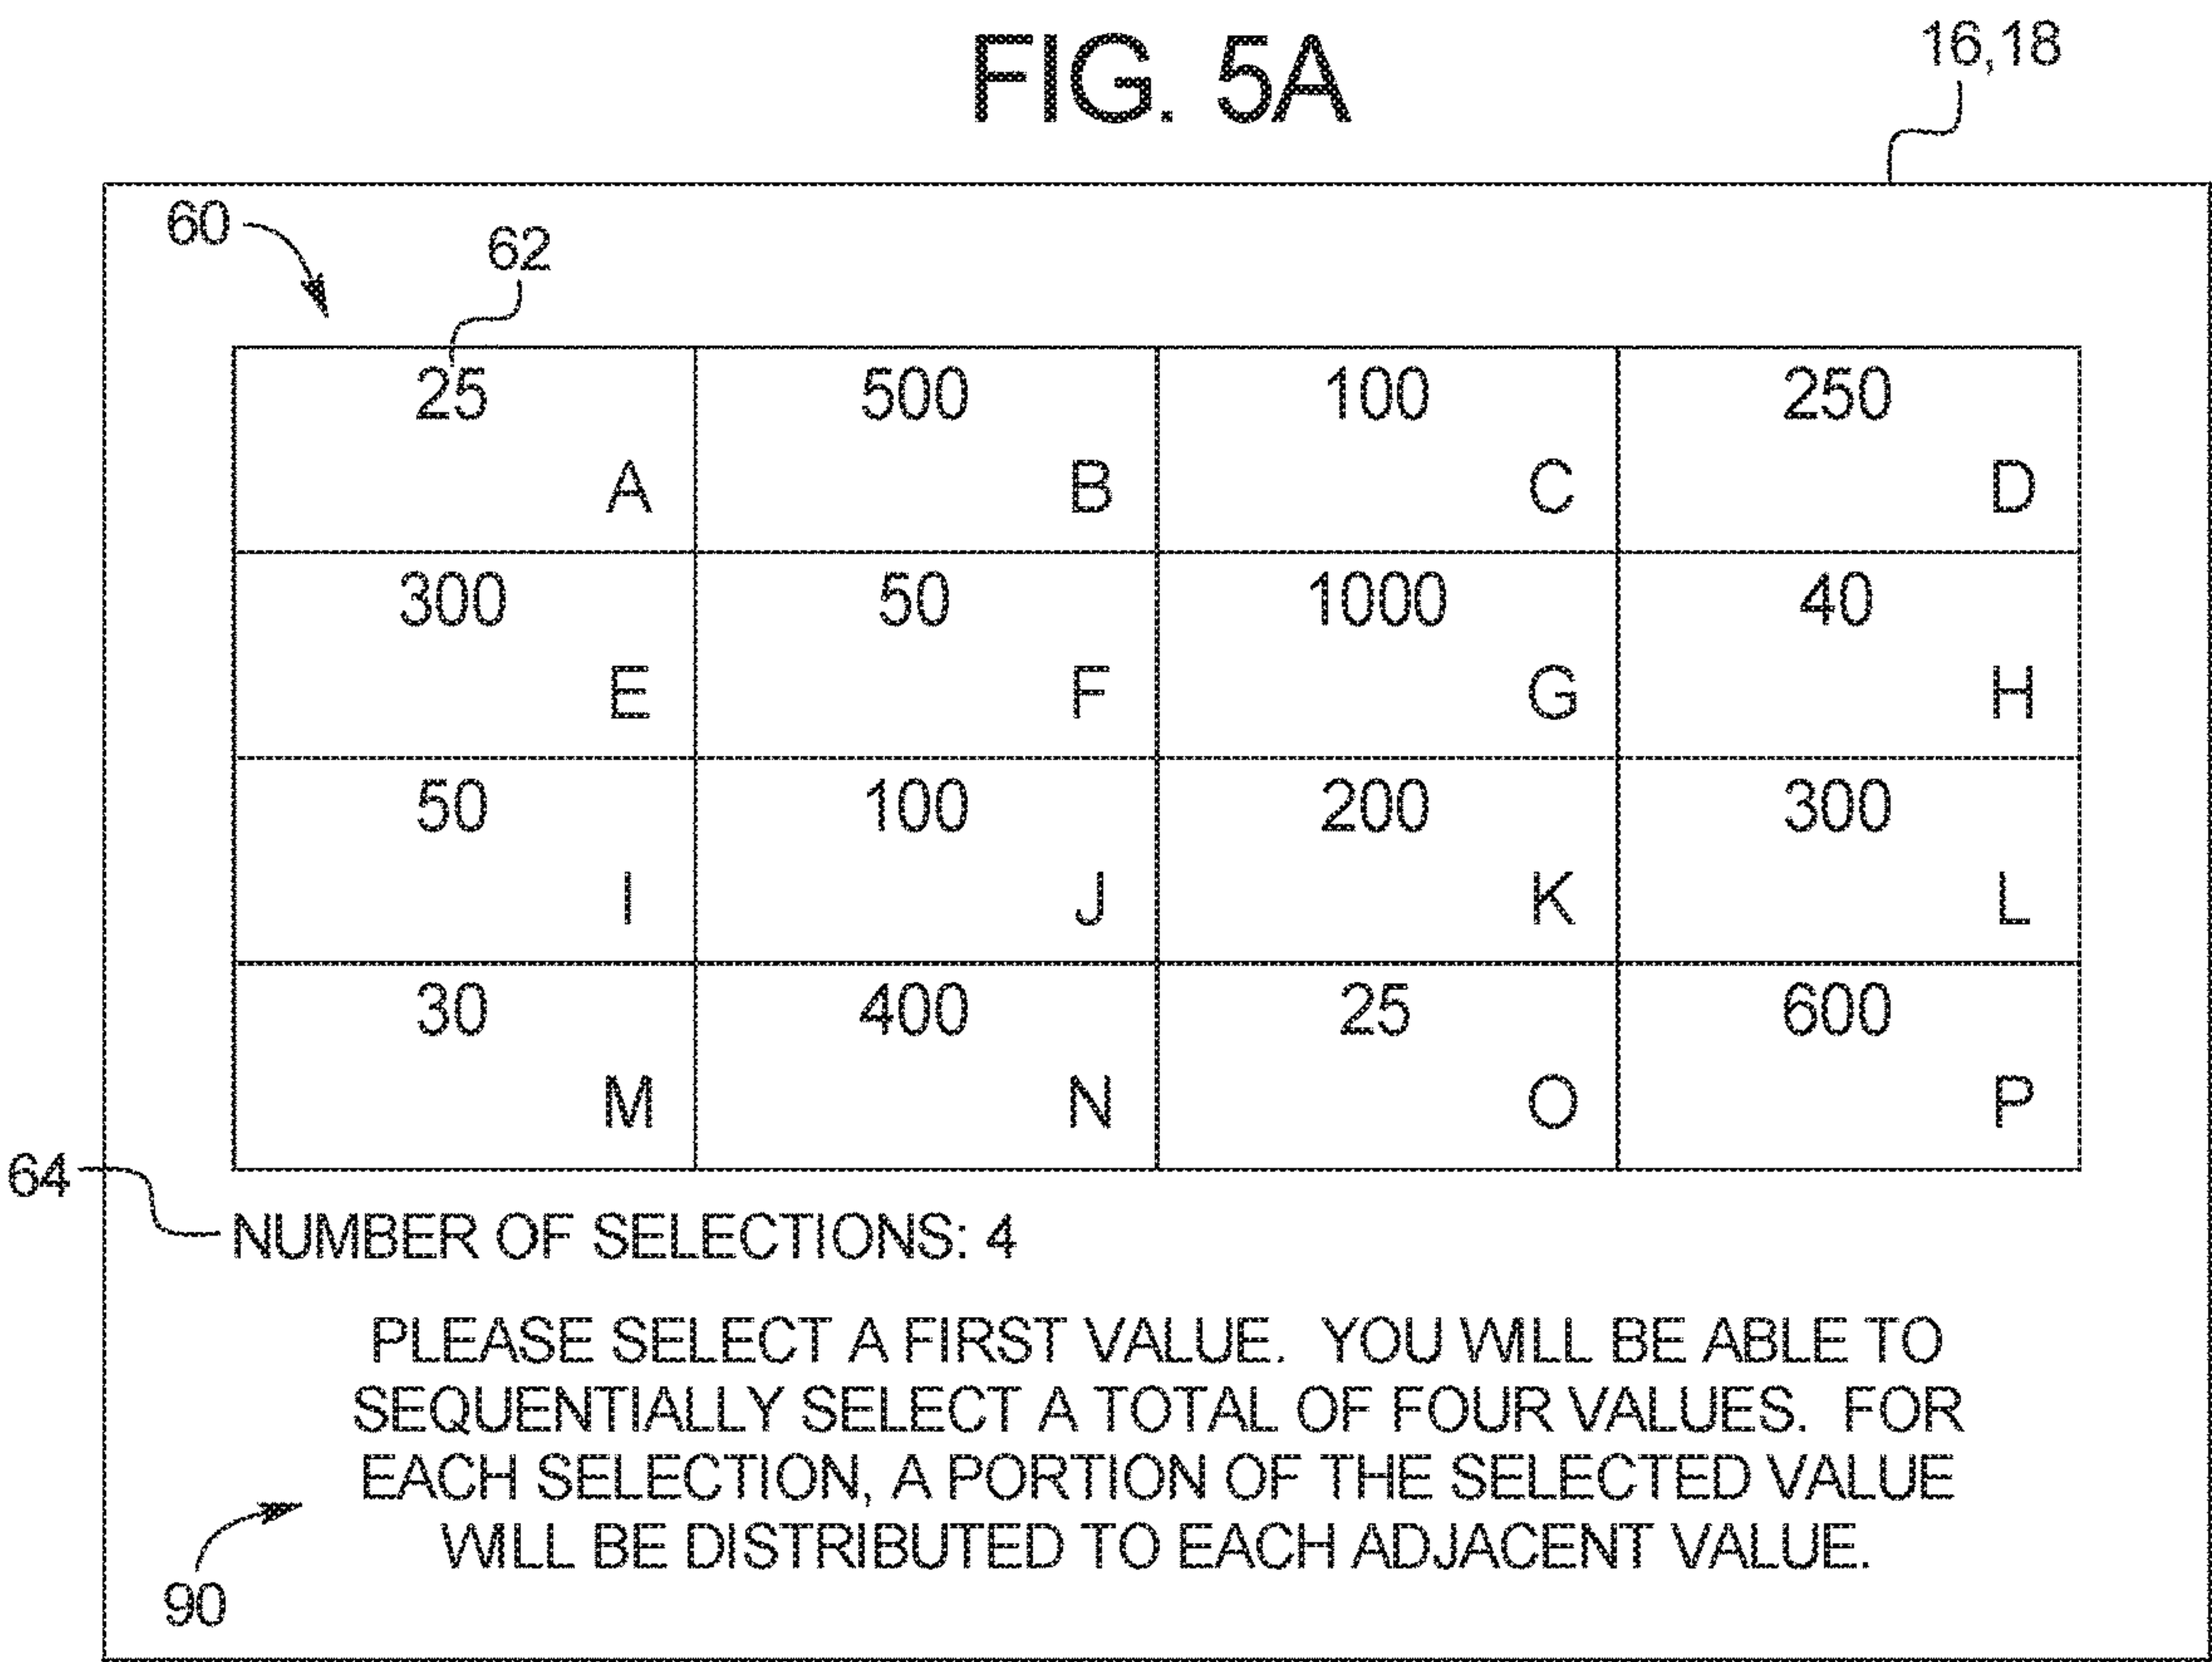 FIG. 5A
16,18
60
62
25 500 100 250
A B C D
300 50 1000 40
E F G H
50 100 200 300
I J K L
30 400 25 600
M N O P
64
NUMBER OF SELECTIONS: 4
PLEASE SELECT A FIRST VALUE. YOU WILL BE ABLE TO
SEQUENTIALLY SELECT A TOTAL OF FOUR VALUES. FOR
EACH SELECTION, A PORTION OF THE SELECTED VALUE
WILL BE DISTRIBUTED TO EACH ADJACENT VALUE.
90